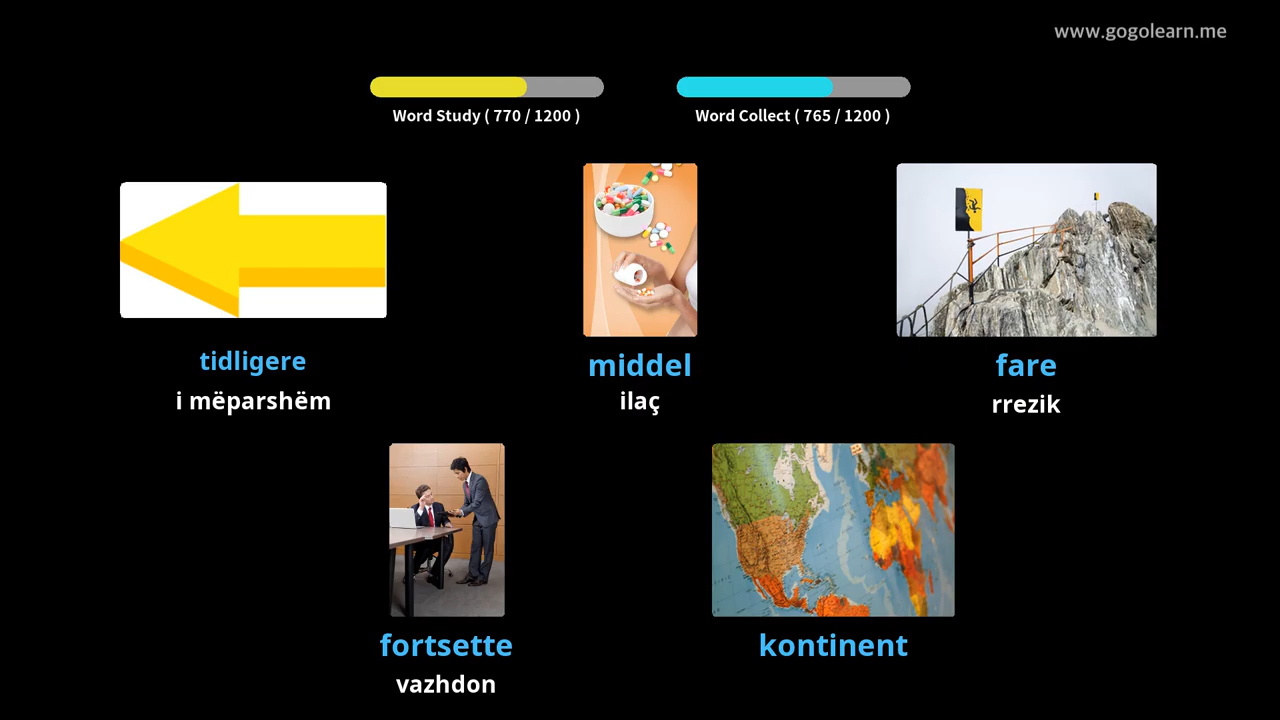 www.gogolearn.me
Word Study ( 770 / 1200 )
Word Collect ( 765 / 1200 )
tidligere
i mëparshëm
middel
ilaç
fare
rrezik
fortsette
vazhdon
kontinent